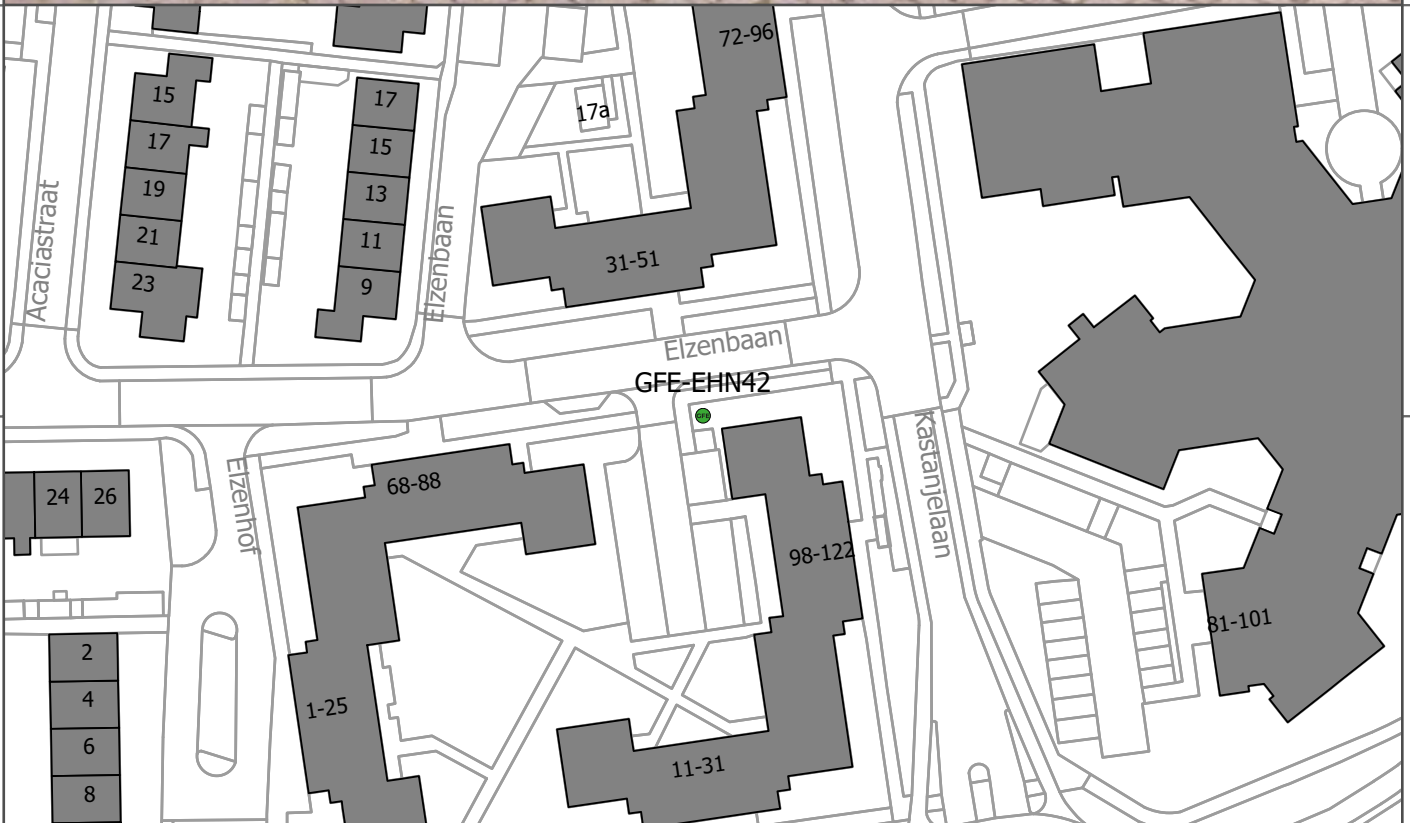 72-96
15
17
17a
17
15
19
13
Acaciastraat
21
11
Elzenbaan
31-51
23
9
Elzenbaan
GFE-EHN42
GFE
Kastanjelaan
68-88
24
26
Elzenhof
98-122
81-101
2
4
1-25
6
11-31
8